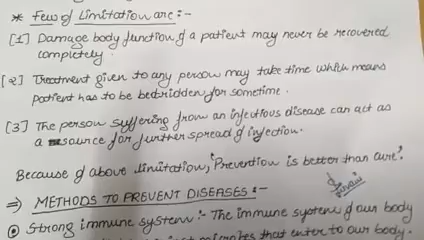 * Few of limitation are :-
[1] Damage body function of a patient may never be recovered
completely.
[2] Treatment given to any person may take time which means
patient has to be bedridden for sometime.
[3] The person suffering from an infectious disease can act as
a source for further spread of infection.
Because of above limitation, "Prevention is better than cure".
⇒ METHODS TO PREVENT DISEASES :-
Strong immune system :- The immune system of our body
that enter to our body.